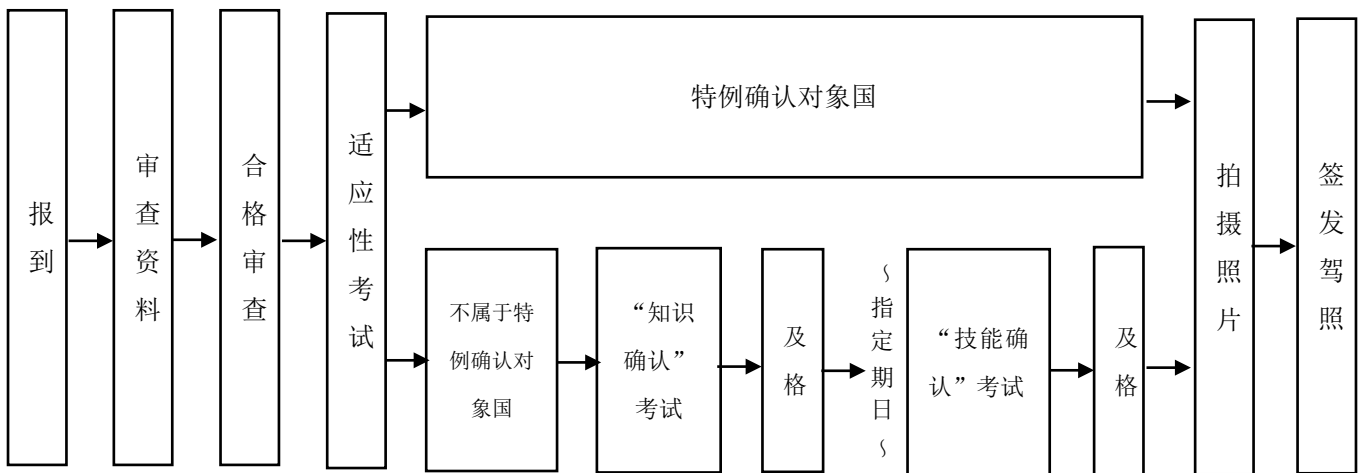 报到
审查资料
合格审查
适应性考试
特例确认对象国
不属于特
例确认对
象国
“知识
确认”
考试
及格
～指定期日～
“技能确
认”考试
及格
拍摄照片
签发驾照